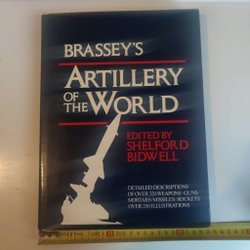 BRASSEY'S
ARTILLERY
OF THE WORLD
EDITED BY
SHELFORD
BIDWELL
DETAILED DESCRIPTIONS
OF OVER 220 WEAPONS·GUNS
MORTARS·MISSILES·ROCKETS
OVER 250 ILLUSTRATIONS